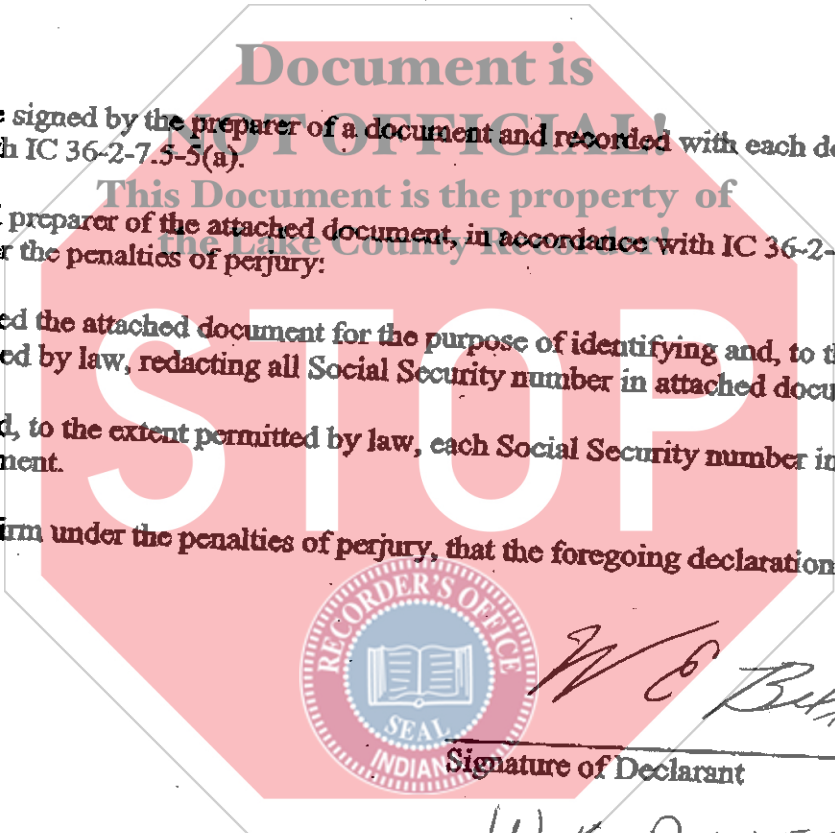 Document is
NOT OFFICIAL!
e signed by the preparer of a document and recorded with each do
h IC 36-2-7.5-5(a).
This Document is the property of
the Lake County Recorder!
preparer of the attached document, in accordance with IC 36-2-
r the penalties of perjury:
STOP
ed the attached document for the purpose of identifying and, to t
ed by law, redacting all Social Security number in attached docu
d, to the extent permitted by law, each Social Security number in
ment.
irm under the penalties of perjury, that the foregoing declaration
RECORDER'S OFFICE
SEAL
INDIANA
Signature of Declarant